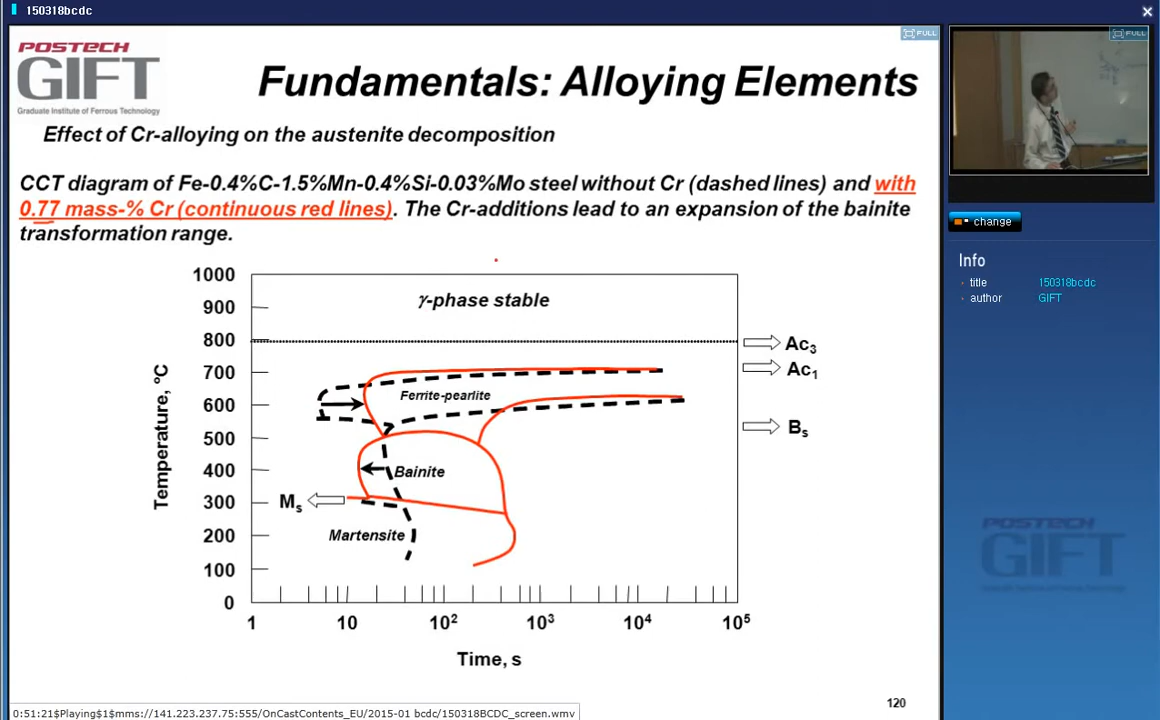 150318bcdc
FULL
FULL
POSTECH
GIFT
Graduate Institute of Ferrous Technology
Fundamentals: Alloying Elements
Effect of Cr-alloying on the austenite decomposition
CCT diagram of Fe-0.4%C-1.5%Mn-0.4%Si-0.03%Mo steel without Cr (dashed lines) and with
0.77 mass-% Cr (continuous red lines). The Cr-additions lead to an expansion of the bainite
transformation range.
change
Info
title 150318bcdc
author GIFT
1000
900
800
700
600
500
400
300
200
100
0
Temperature, ºC
γ-phase stable
Ac3
Ac1
Ferrite-pearlite
Bs
Bainite
Ms
Martensite
1 10 10² 10³ 10⁴ 10⁵
Time, s
POSTECH
GIFT
120
0:51:21$Playing$1$mms://141.223.237.75:555/OnCastContents_EU/2015-01 bcdc/150318BCDC_screen.wmv